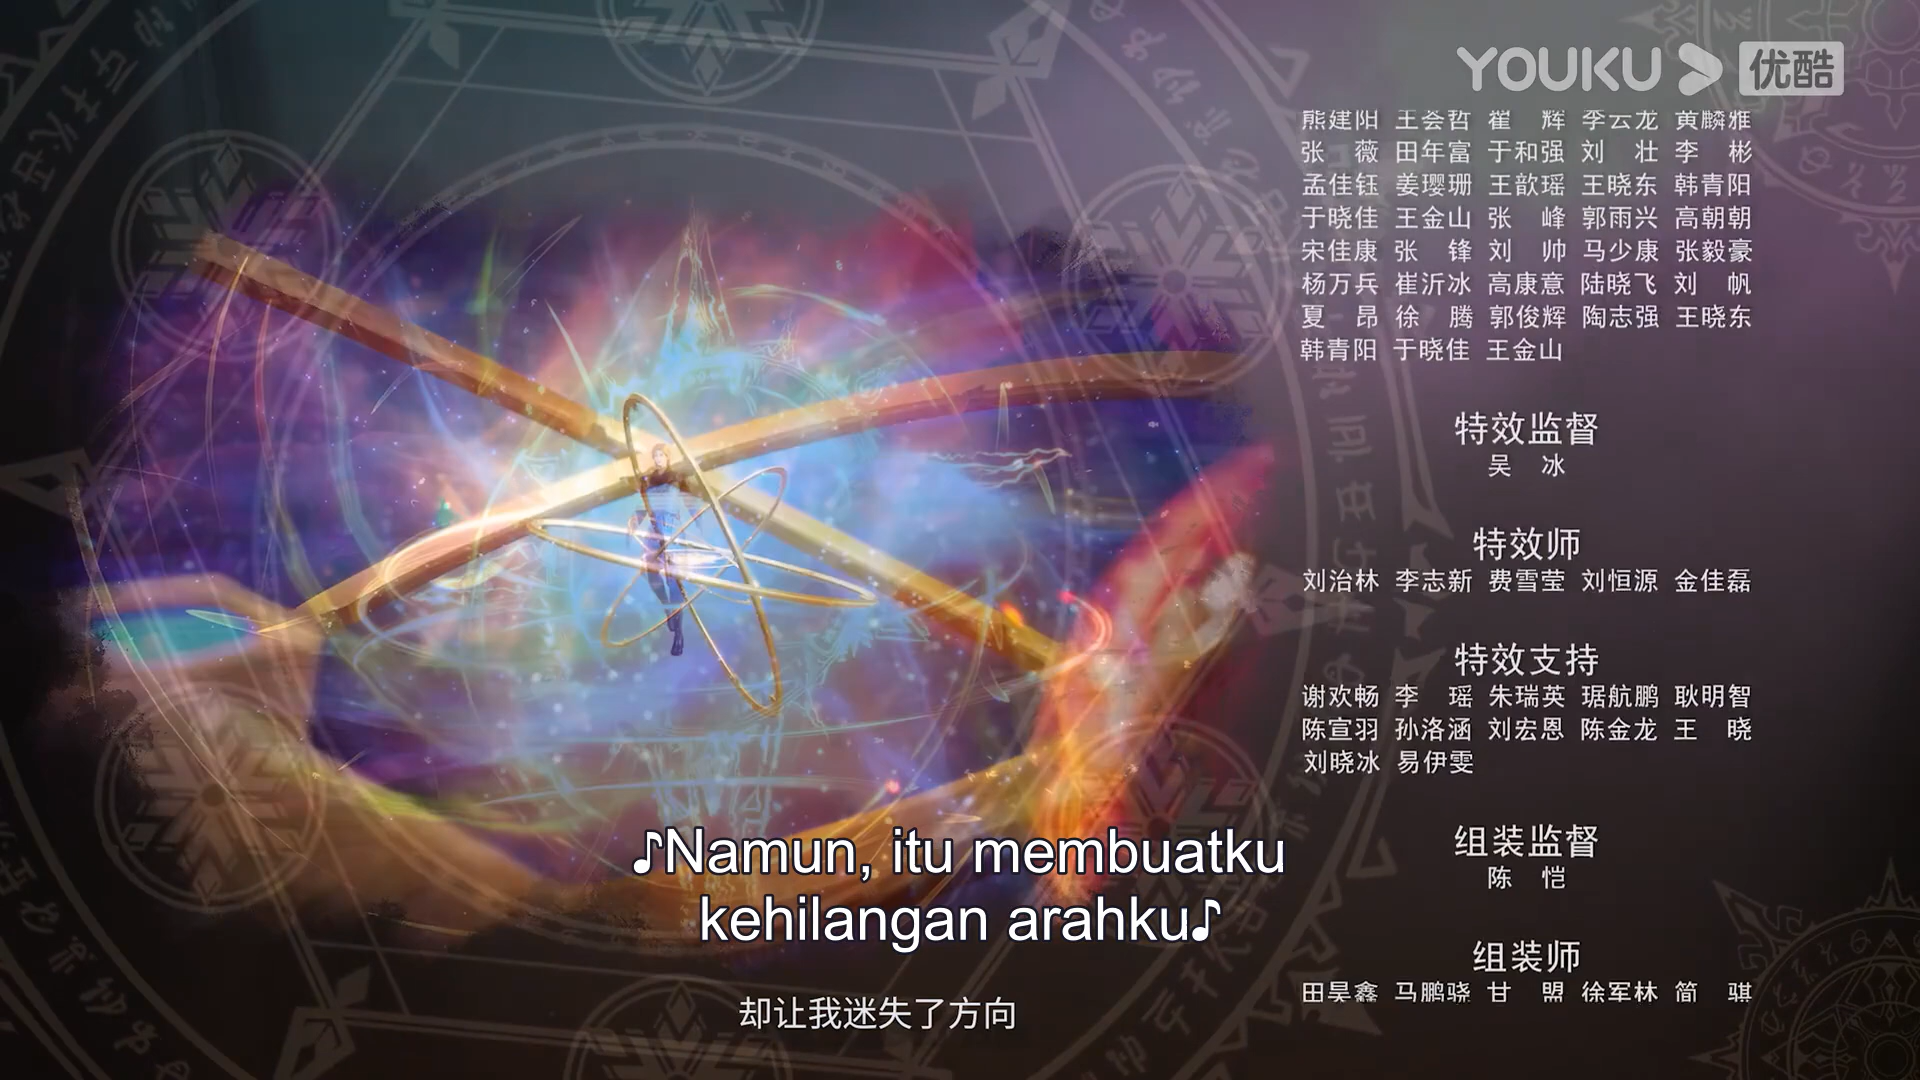 YOUKU 优酷
熊建阳 王荟哲 崔 辉 李云龙 黄麟雅
张 薇 田年富 于和强 刘 壮 李 彬
孟佳钰 姜璎珊 王歆瑶 王晓东 韩青阳
于晓佳 王金山 张 峰 郭雨兴 高朝朝
宋佳康 张 锋 刘 帅 马少康 张毅豪
杨万兵 崔沂冰 高康意 陆晓飞 刘 帆
夏 昂 徐 腾 郭俊辉 陶志强 王晓东
韩青阳 于晓佳 王金山
特效监督
吴 冰
特效师
刘治林 李志新 费雪莹 刘恒源 金佳磊
特效支持
谢欢畅 李 瑶 朱瑞英 琚航鹏 耿明智
陈宣羽 孙洛涵 刘宏恩 陈金龙 王 晓
刘晓冰 易伊雯
组装监督
陈 恺
组装师
田昊鑫 马鹏骁 甘 盟 徐军林 简 骐
♪Namun, itu membuatku
kehilangan arahku♪
却让我迷失了方向